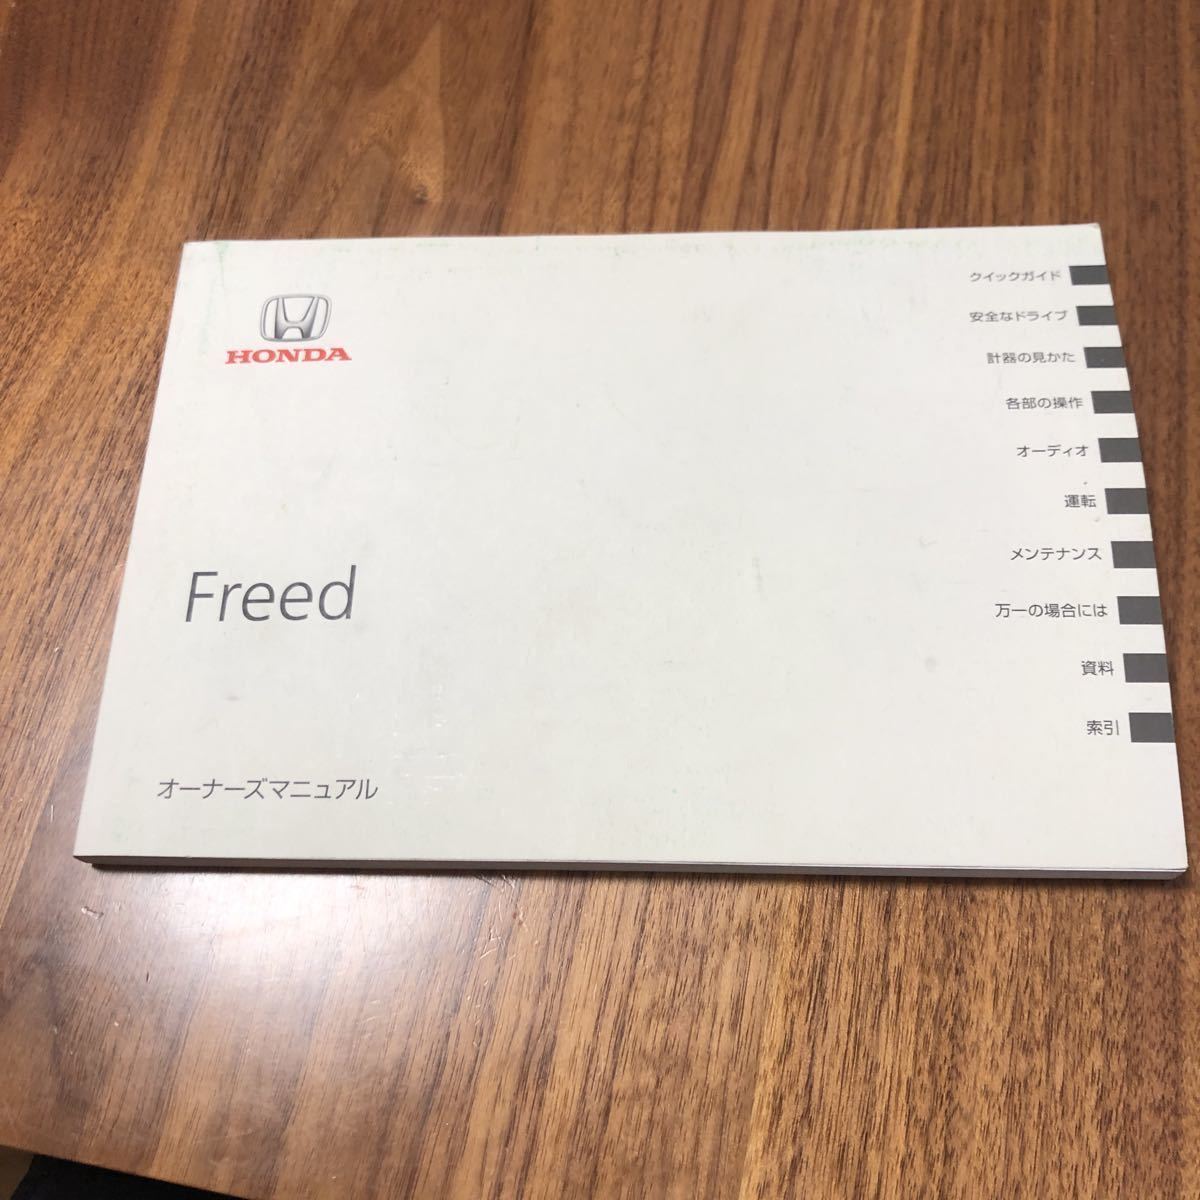 HONDA
Freed
オーナーズマニュアル
クイックガイド
安全なドライブ
計器の見かた
各部の操作
オーディオ
運転
メンテナンス
万一の場合には
資料
索引